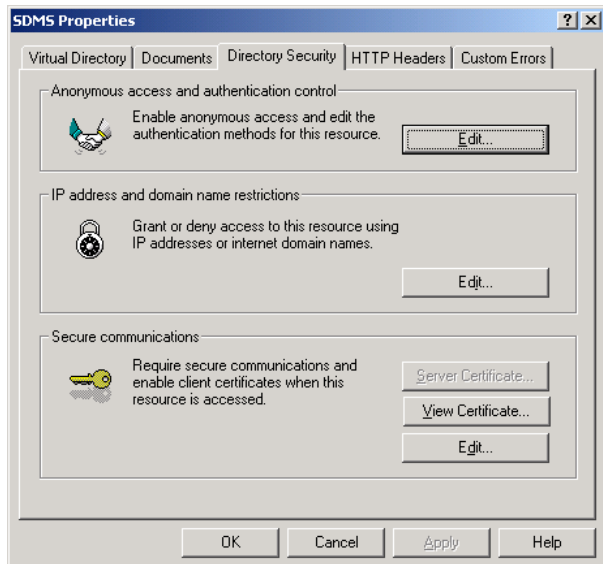 SDMS Properties
Virtual Directory Documents Directory Security HTTP Headers Custom Errors
Anonymous access and authentication control
Enable anonymous access and edit the
authentication methods for this resource.
Edit...
IP address and domain name restrictions
Grant or deny access to this resource using
IP addresses or internet domain names.
Edit...
Secure communications
Require secure communications and
enable client certificates when this
resource is accessed.
Server Certificate...
View Certificate...
Edit...
OK Cancel Apply Help